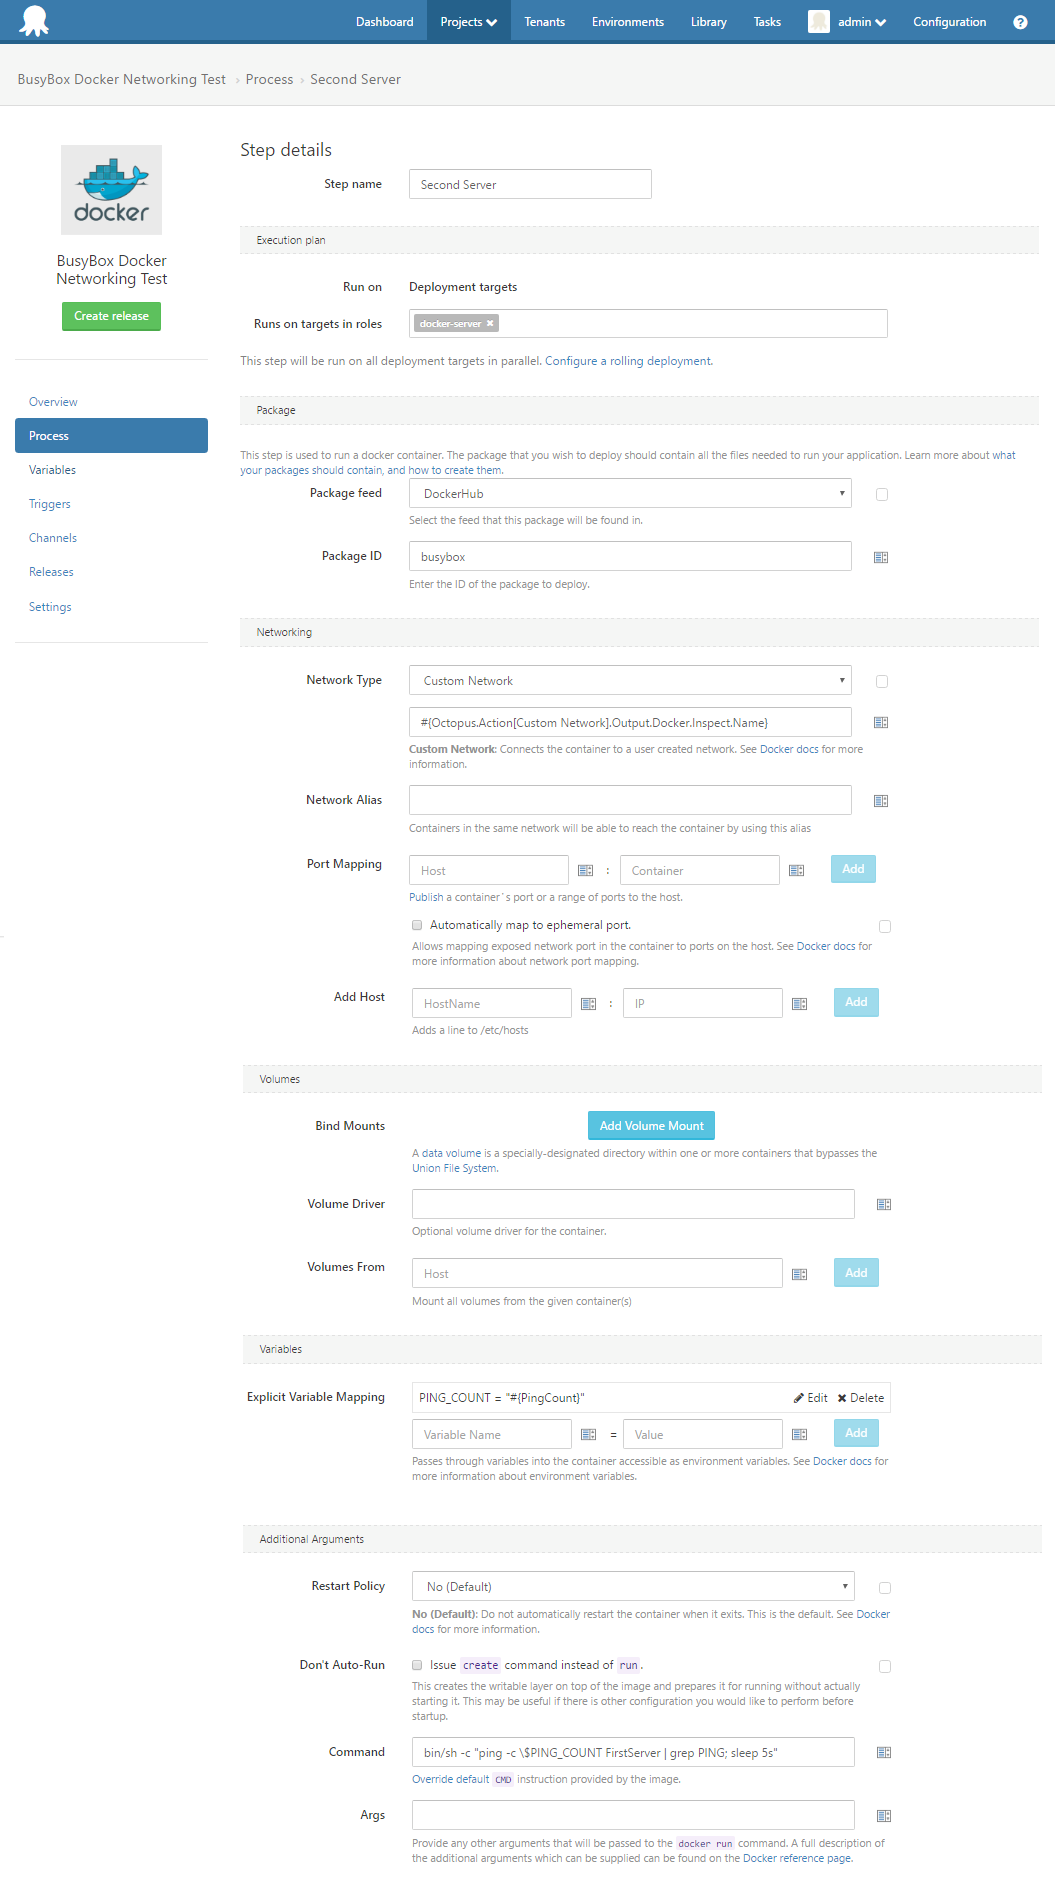 Dashboard Projects Tenants Environments Library Tasks admin Configuration ?
BusyBox Docker Networking Test › Process › Second Server
docker
BusyBox Docker
Networking Test
Create release
Overview
Process
Variables
Triggers
Channels
Releases
Settings
Step details
Step name Second Server
Execution plan
Run on Deployment targets
Runs on targets in roles docker-server ×
This step will be run on all deployment targets in parallel. Configure a rolling deployment.
Package
This step is used to run a docker container. The package that you wish to deploy should contain all the files needed to run your application. Learn more about what
your packages should contain, and how to create them.
Package feed DockerHub
Select the feed that this package will be found in.
Package ID busybox
Enter the ID of the package to deploy.
Networking
Network Type Custom Network
#{Octopus.Action[Custom Network].Output.Docker.Inspect.Name}
Custom Network: Connects the container to a user created network. See Docker docs for more
information.
Network Alias
Containers in the same network will be able to reach the container by using this alias
Port Mapping Host : Container Add
Publish a container`s port or a range of ports to the host.
Automatically map to ephemeral port.
Allows mapping exposed network port in the container to ports on the host. See Docker docs for
more information about network port mapping.
Add Host HostName : IP Add
Adds a line to /etc/hosts
Volumes
Bind Mounts Add Volume Mount
A data volume is a specially-designated directory within one or more containers that bypasses the
Union File System.
Volume Driver
Optional volume driver for the container.
Volumes From Host Add
Mount all volumes from the given container(s)
Variables
Explicit Variable Mapping PING_COUNT = "#{PingCount}" Edit Delete
Variable Name = Value Add
Passes through variables into the container accessible as environment variables. See Docker docs for
more information about environment variables.
Additional Arguments
Restart Policy No (Default)
No (Default): Do not automatically restart the container when it exits. This is the default. See Docker
docs for more information.
Don't Auto-Run Issue create command instead of run.
This creates the writable layer on top of the image and prepares it for running without actually
starting it. This may be useful if there is other configuration you would like to perform before
startup.
Command bin/sh -c "ping -c \$PING_COUNT FirstServer | grep PING; sleep 5s"
Override default CMD instruction provided by the image.
Args
Provide any other arguments that will be passed to the docker run command. A full description of
the additional arguments which can be supplied can be found on the Docker reference page.